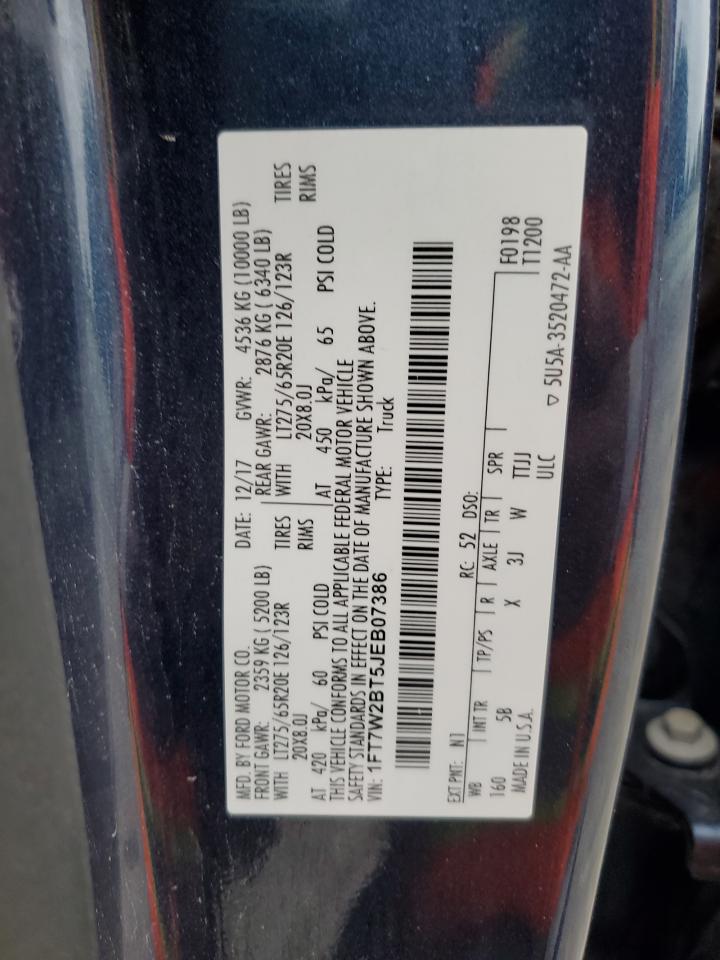 MFD. BY FORD MOTOR CO.
DATE: 12/17 GVWR: 4536 KG (10000 LB)
FRONT GAWR: 2359 KG ( 5200 LB) REAR GAWR: 2876 KG ( 6340 LB)
WITH LT275/65R20E 126/123R TIRES WITH LT275/65R20E 126/123R TIRES
20X8.0J RIMS 20X8.0J RIMS
AT 420 kPa/ 60 PSI COLD AT 450 kPa/ 65 PSI COLD
THIS VEHICLE CONFORMS TO ALL APPLICABLE FEDERAL MOTOR VEHICLE
SAFETY STANDARDS IN EFFECT ON THE DATE OF MANUFACTURE SHOWN ABOVE.
VIN: 1FT7W2BT5JEB07386 TYPE: Truck
EXT PNT: N1 RC: 52 DSO:
WB INT TR TP/PS R AXLE TR SPR F0198
160 5B X 3J W TTJJ T1200
MADE IN U.S.A. ULC
▽ 5U5A-3520472-AA